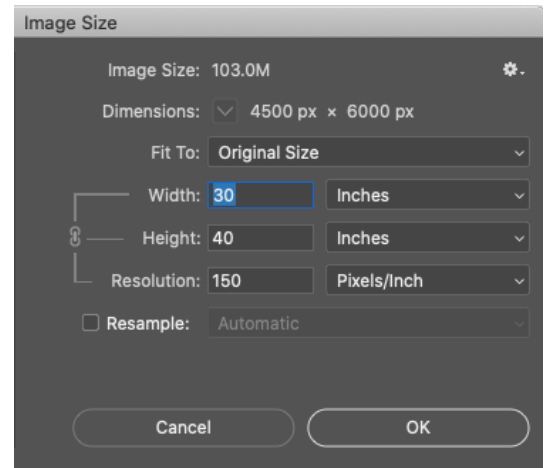 Image Size
Image Size: 103.0M
Dimensions: 4500 px × 6000 px
Fit To: Original Size
Width: 30 Inches
Height: 40 Inches
Resolution: 150 Pixels/Inch
Resample: Automatic
Cancel OK